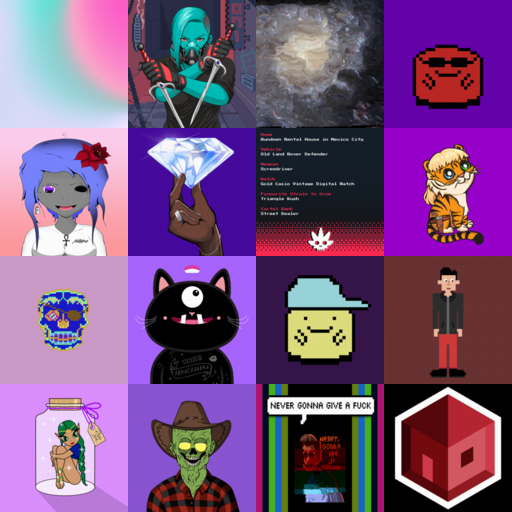 Home
Rundown Rental House in Mexico City
Vehicle
Old Land Rover Defender
Weapon
Screwdriver
Watch
Gold Casio Vintage Digital Watch
Favourite Strain to Grow
Triangle Kush
Cartel Rank
Street Dealer
NEVER GONNA GIVE A FUCK